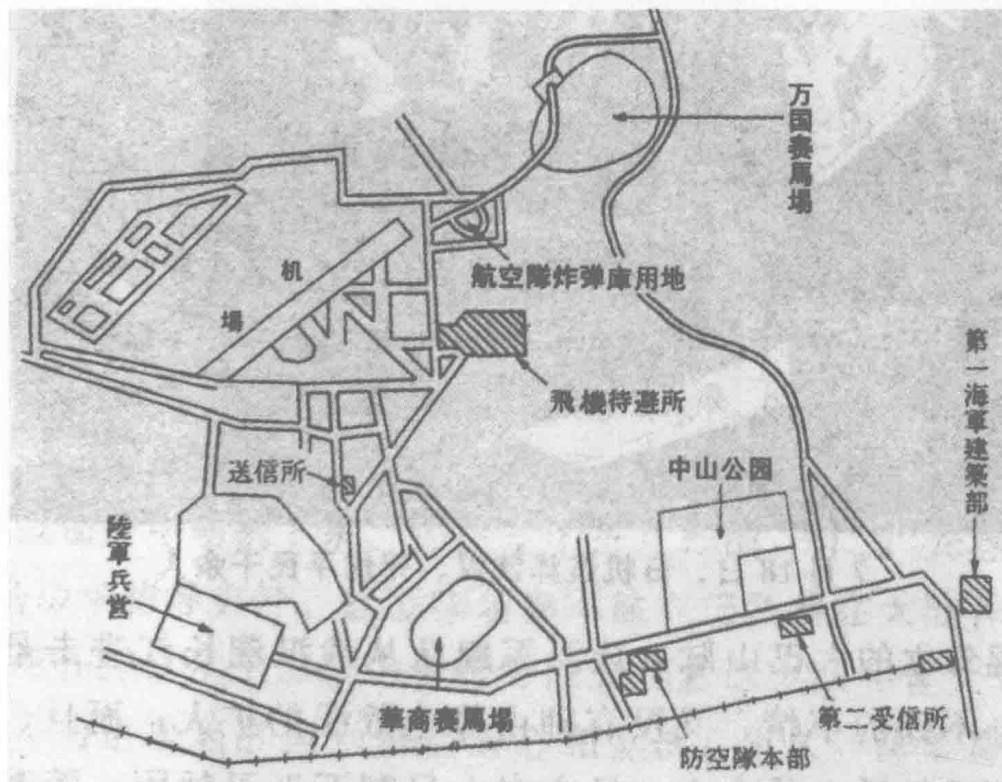 万国赛馬場
航空隊炸弹庫用地
机場
飛機待避所
第一海軍建築部
中山公园
送信所
陸軍兵营
華商赛馬場
第二受信所
防空隊本部